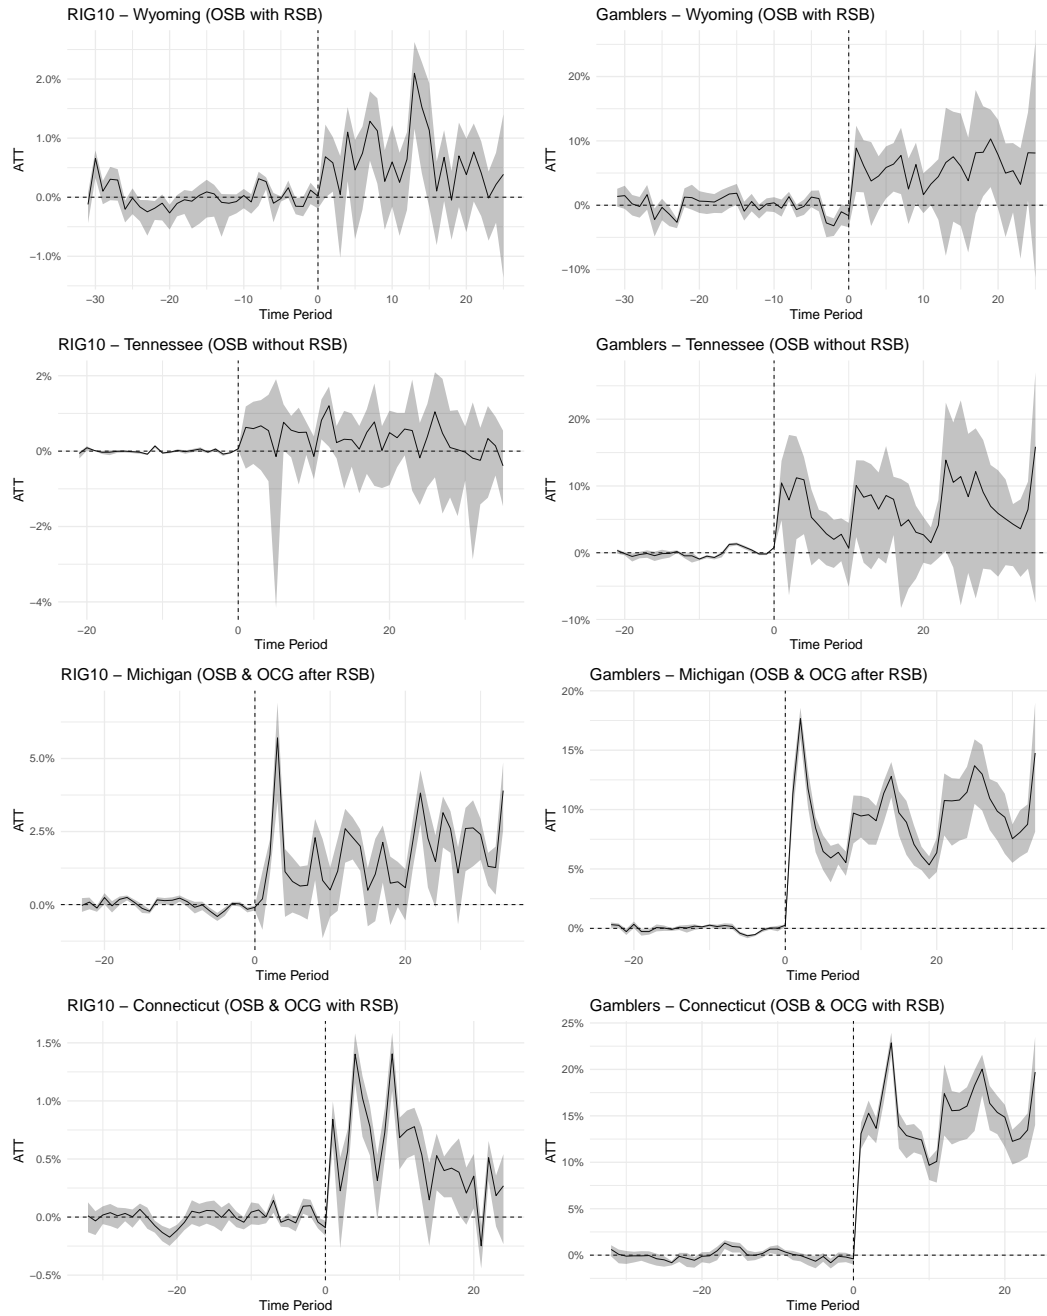 RIG10 − Wyoming (OSB with RSB)
ATT
2.0%
1.0%
0.0%
−1.0%
−30
−20
−10
0
10
20
Time Period
Gamblers − Wyoming (OSB with RSB)
ATT
20%
10%
0%
−10%
−30
−20
−10
0
10
20
Time Period
RIG10 − Tennessee (OSB without RSB)
ATT
2%
0%
−2%
−4%
−20
0
20
Time Period
Gamblers − Tennessee (OSB without RSB)
ATT
20%
10%
0%
−10%
−20
0
20
Time Period
RIG10 − Michigan (OSB & OCG after RSB)
ATT
5.0%
2.5%
0.0%
−20
0
20
Time Period
Gamblers − Michigan (OSB & OCG after RSB)
ATT
20%
15%
10%
5%
0%
−20
0
20
Time Period
RIG10 − Connecticut (OSB & OCG with RSB)
ATT
1.5%
1.0%
0.5%
0.0%
−0.5%
−20
0
20
Time Period
Gamblers − Connecticut (OSB & OCG with RSB)
ATT
25%
20%
15%
10%
5%
0%
−20
0
20
Time Period